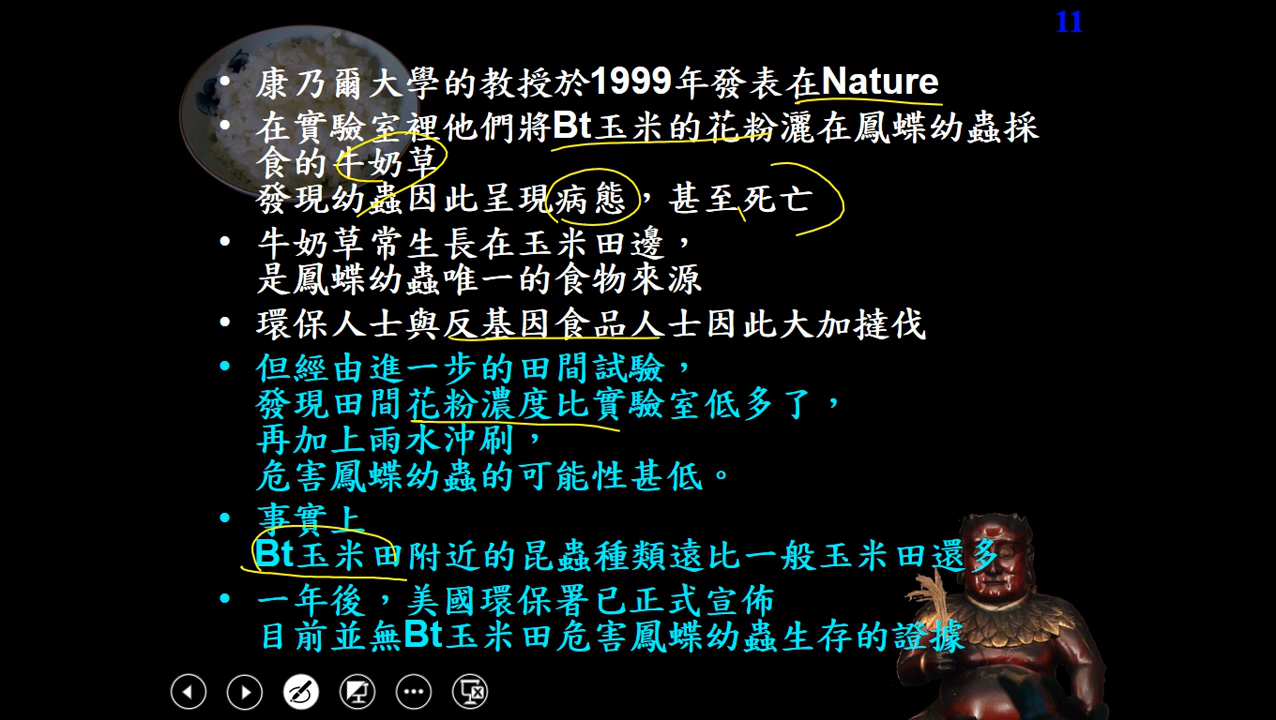 11
• 康乃爾大學的教授於1999年發表在Nature
• 在實驗室裡他們將Bt玉米的花粉灑在鳳蝶幼蟲採
食的牛奶草
發現幼蟲因此呈現病態，甚至死亡
• 牛奶草常生長在玉米田邊，
是鳳蝶幼蟲唯一的食物來源
• 環保人士與反基因食品人士因此大加撻伐
• 但經由進一步的田間試驗，
發現田間花粉濃度比實驗室低多了，
再加上雨水沖刷，
危害鳳蝶幼蟲的可能性甚低。
• 事實上
Bt玉米田附近的昆蟲種類遠比一般玉米田還多
• 一年後，美國環保署已正式宣佈
目前並無Bt玉米田危害鳳蝶幼蟲生存的證據